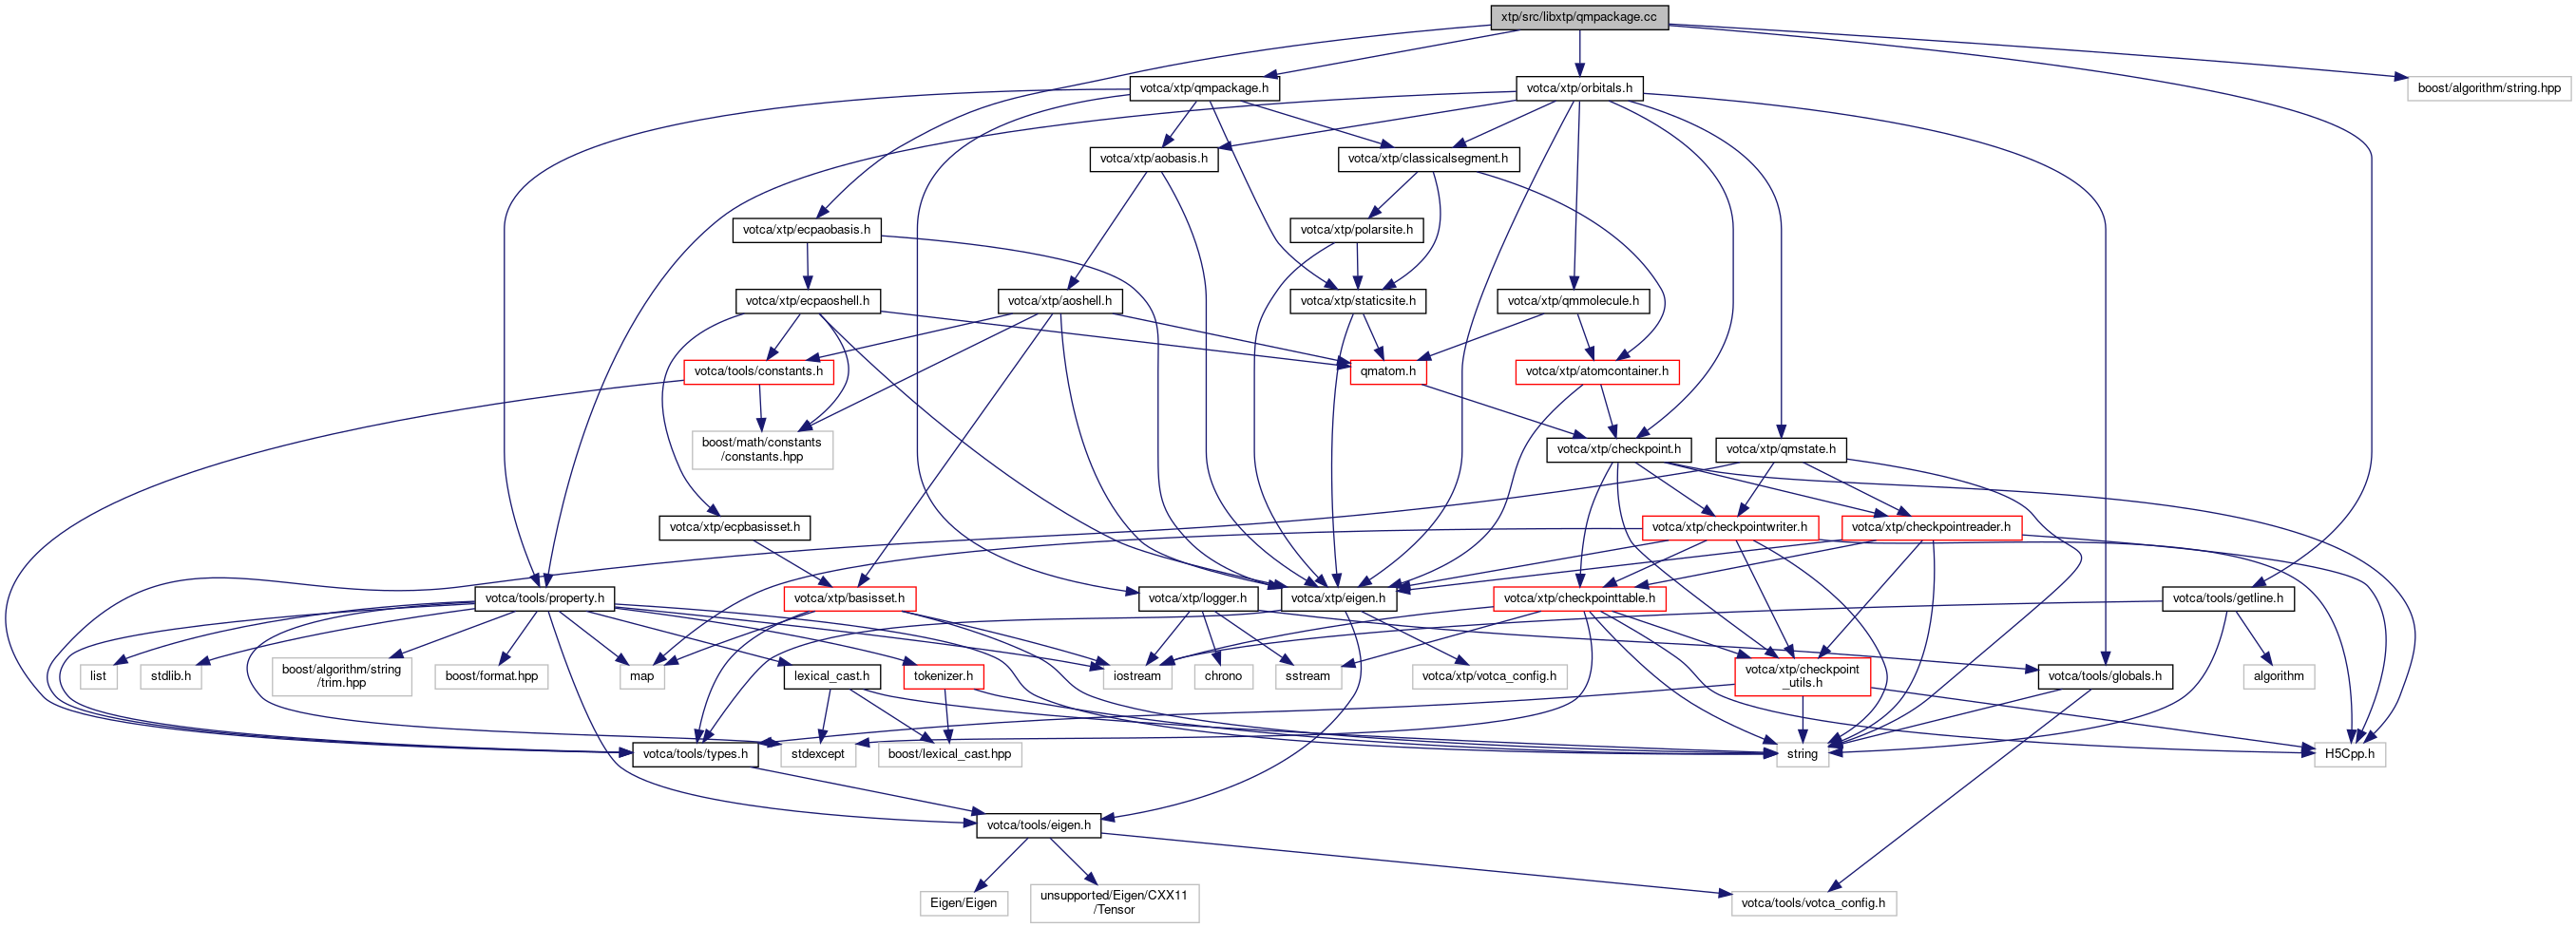 xtp/src/libxtp/qmpackage.cc
votca/xtp/qmpackage.h
votca/xtp/orbitals.h
boost/algorithm/string.hpp
votca/xtp/aobasis.h
votca/xtp/classicalsegment.h
votca/xtp/ecpaobasis.h
votca/xtp/polarsite.h
votca/xtp/ecpaoshell.h
votca/xtp/aoshell.h
votca/xtp/staticsite.h
votca/xtp/qmmolecule.h
votca/tools/constants.h
qmatom.h
votca/xtp/atomcontainer.h
boost/math/constants
/constants.hpp
votca/xtp/checkpoint.h
votca/xtp/qmstate.h
votca/xtp/ecpbasisset.h
votca/xtp/checkpointwriter.h
votca/xtp/checkpointreader.h
votca/tools/property.h
votca/xtp/basisset.h
votca/xtp/logger.h
votca/xtp/eigen.h
votca/xtp/checkpointtable.h
votca/tools/getline.h
list
stdlib.h
boost/algorithm/string
/trim.hpp
boost/format.hpp
map
lexical_cast.h
tokenizer.h
iostream
chrono
sstream
votca/xtp/votca_config.h
votca/xtp/checkpoint
_utils.h
votca/tools/globals.h
algorithm
votca/tools/types.h
stdexcept
boost/lexical_cast.hpp
string
H5Cpp.h
votca/tools/eigen.h
Eigen/Eigen
unsupported/Eigen/CXX11
/Tensor
votca/tools/votca_config.h